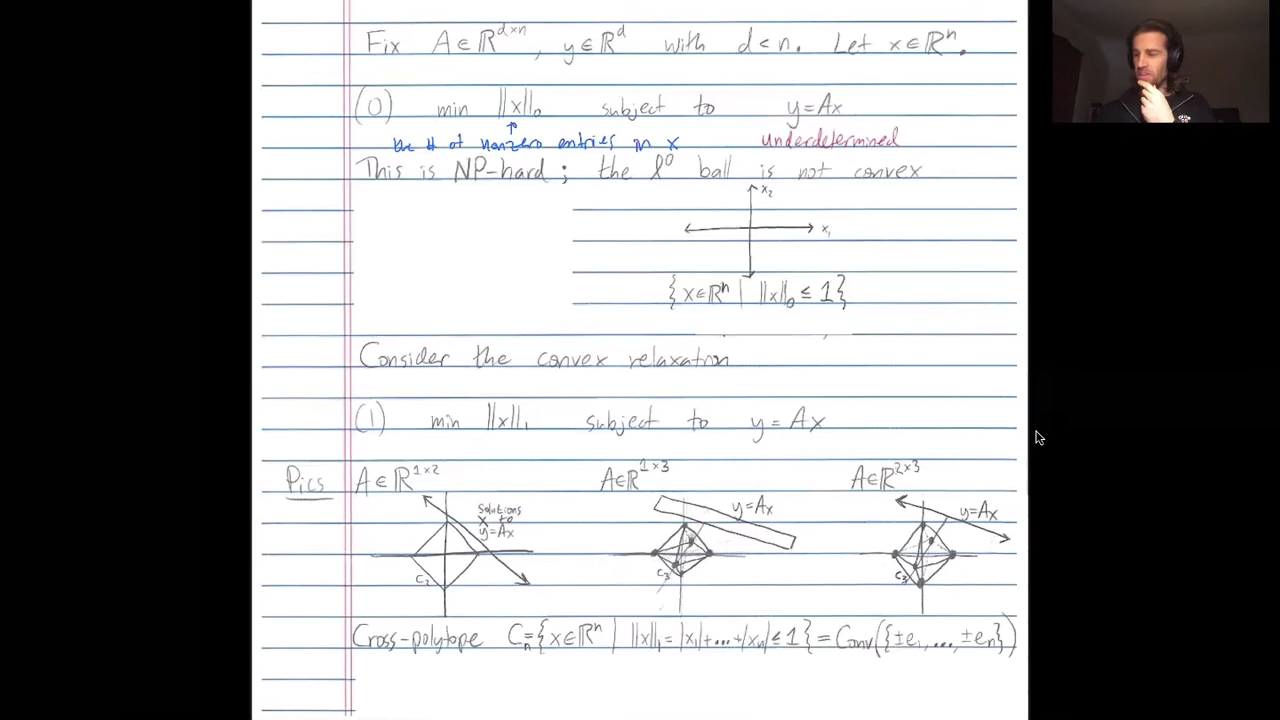 Fix A∈ℝ^{d×n}, y∈ℝ^d with d<n. Let x∈ℝ^n.
(0) min ||x||₀ subject to y=Ax
the # of nonzero entries in x underdetermined
This is NP-hard; the ℓ⁰ ball is not convex
x₂
x₁
{x∈ℝ^n | ||x||₀ ≤ 1}
Consider the convex relaxation
(1) min ||x||₁ subject to y=Ax
Pics A∈ℝ^{1×2} A∈ℝ^{1×3} A∈ℝ^{2×3}
solutions
x to
y=Ax
y=Ax
y=Ax
C₂
C₃
C₃
Cross-polytope C_n={x∈ℝ^n | ||x||₁=|x₁|+...+|x_n|≤1}=Conv({±e₁,...,±e_n})